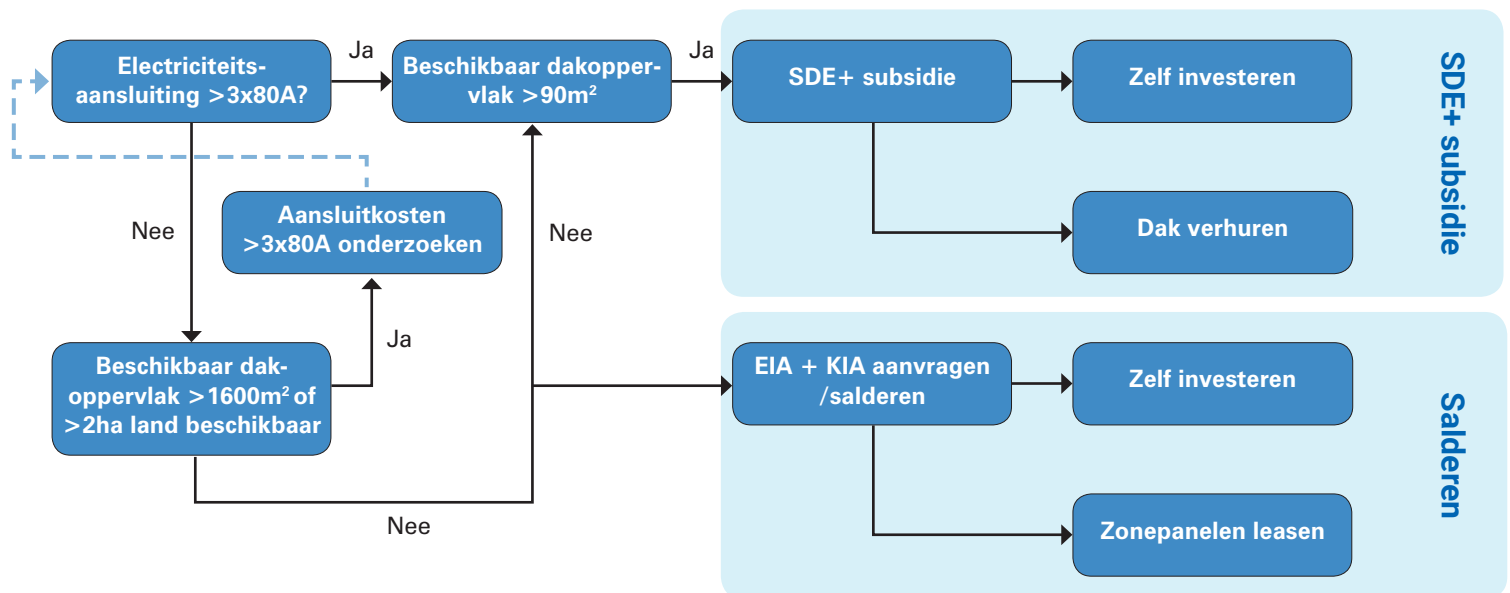 Electriciteits-
aansluiting >3x80A?
Ja
Beschikbaar dakopper-
vlak >90m²
Ja
SDE+ subsidie
Zelf investeren
SDE+ subsidie
Nee
Aansluitkosten
>3x80A onderzoeken
Nee
Dak verhuren
Beschikbaar dak-
oppervlak >1600m² of
>2ha land beschikbaar
Ja
EIA + KIA aanvragen
/salderen
Zelf investeren
Salderen
Nee
Zonepanelen leasen